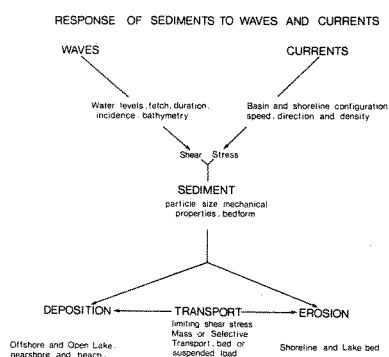 RESPONSE OF SEDIMENTS TO WAVES AND CURRENTS
WAVES
CURRENTS
Water levels, fetch, duration,
incidence, bathymetry
Basin and shoreline configuration
speed, direction and density
Shear Stress
SEDIMENT
particle size mechanical
properties, bedform
DEPOSITION
TRANSPORT
EROSION
limiting shear stress
Mass or Selective
Transport, bed or
suspended load
Offshore and Open Lake.
nearshore and beach.
Shoreline and Lake bed